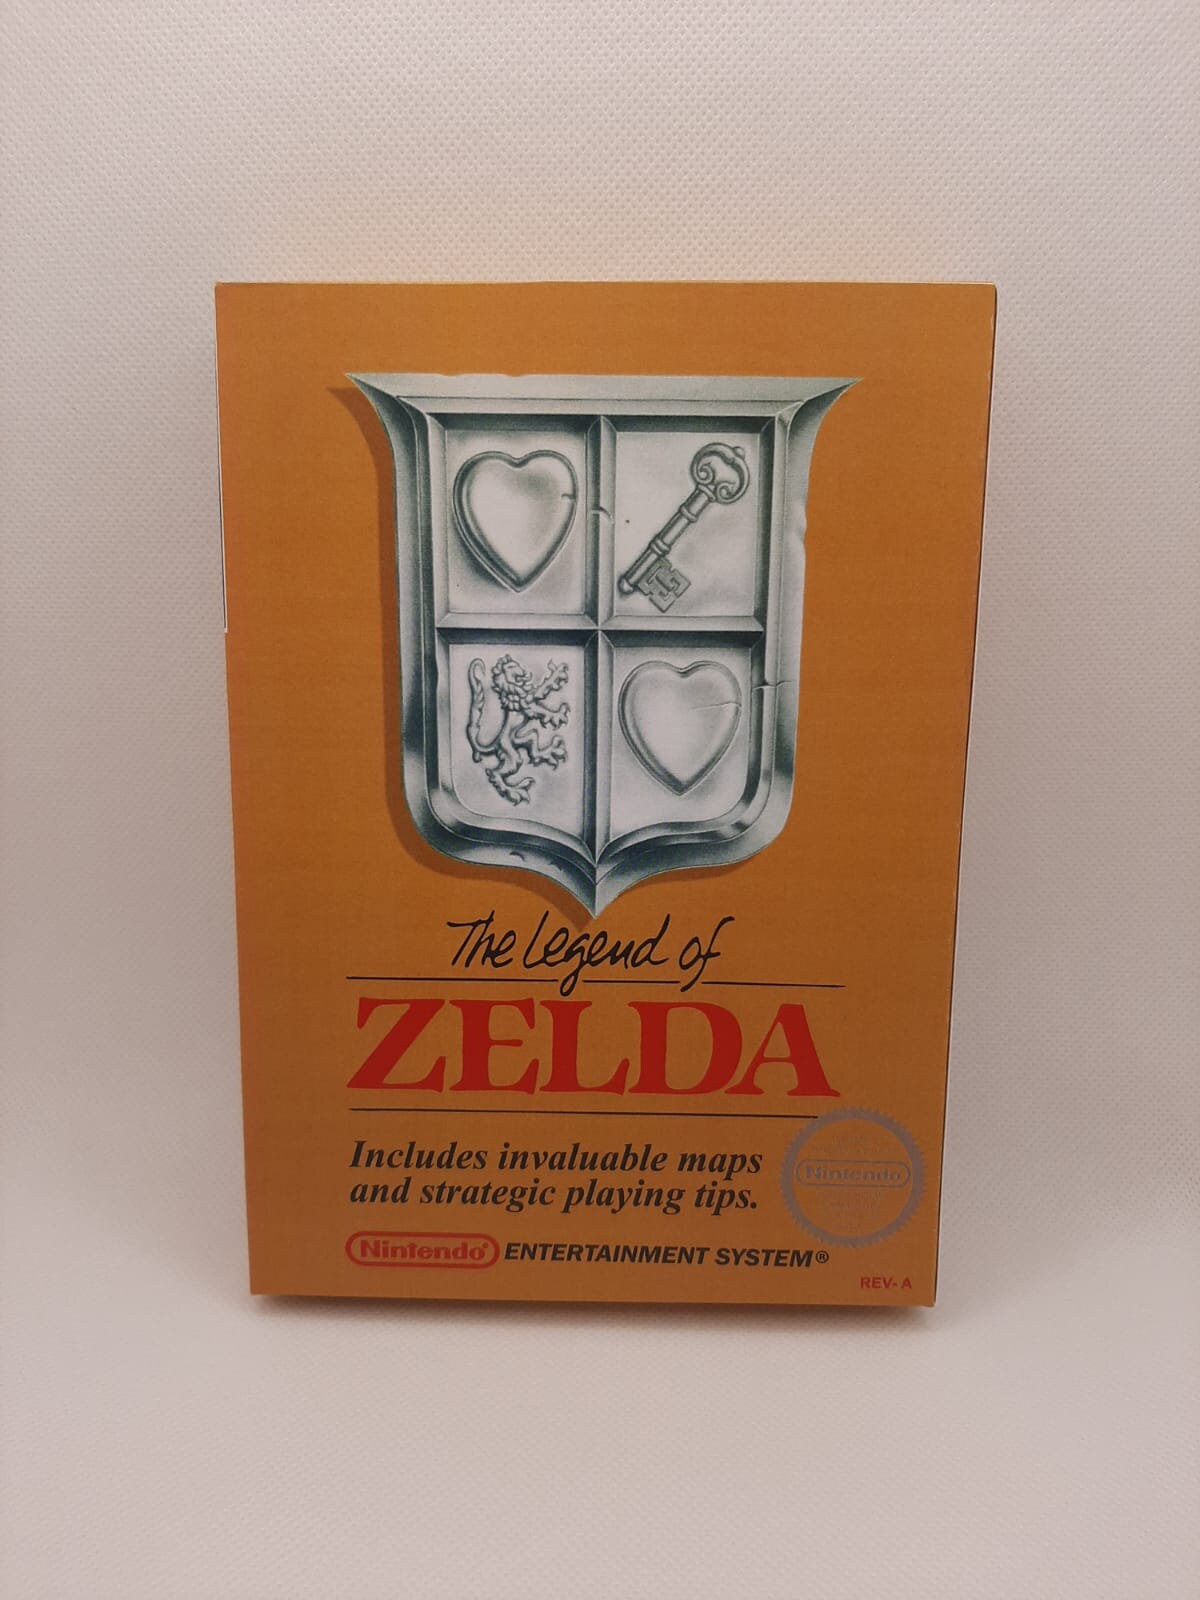 The Legend of
ZELDA
Includes invaluable maps
and strategic playing tips.
Nintendo® ENTERTAINMENT SYSTEM®
Nintendo
REV- A